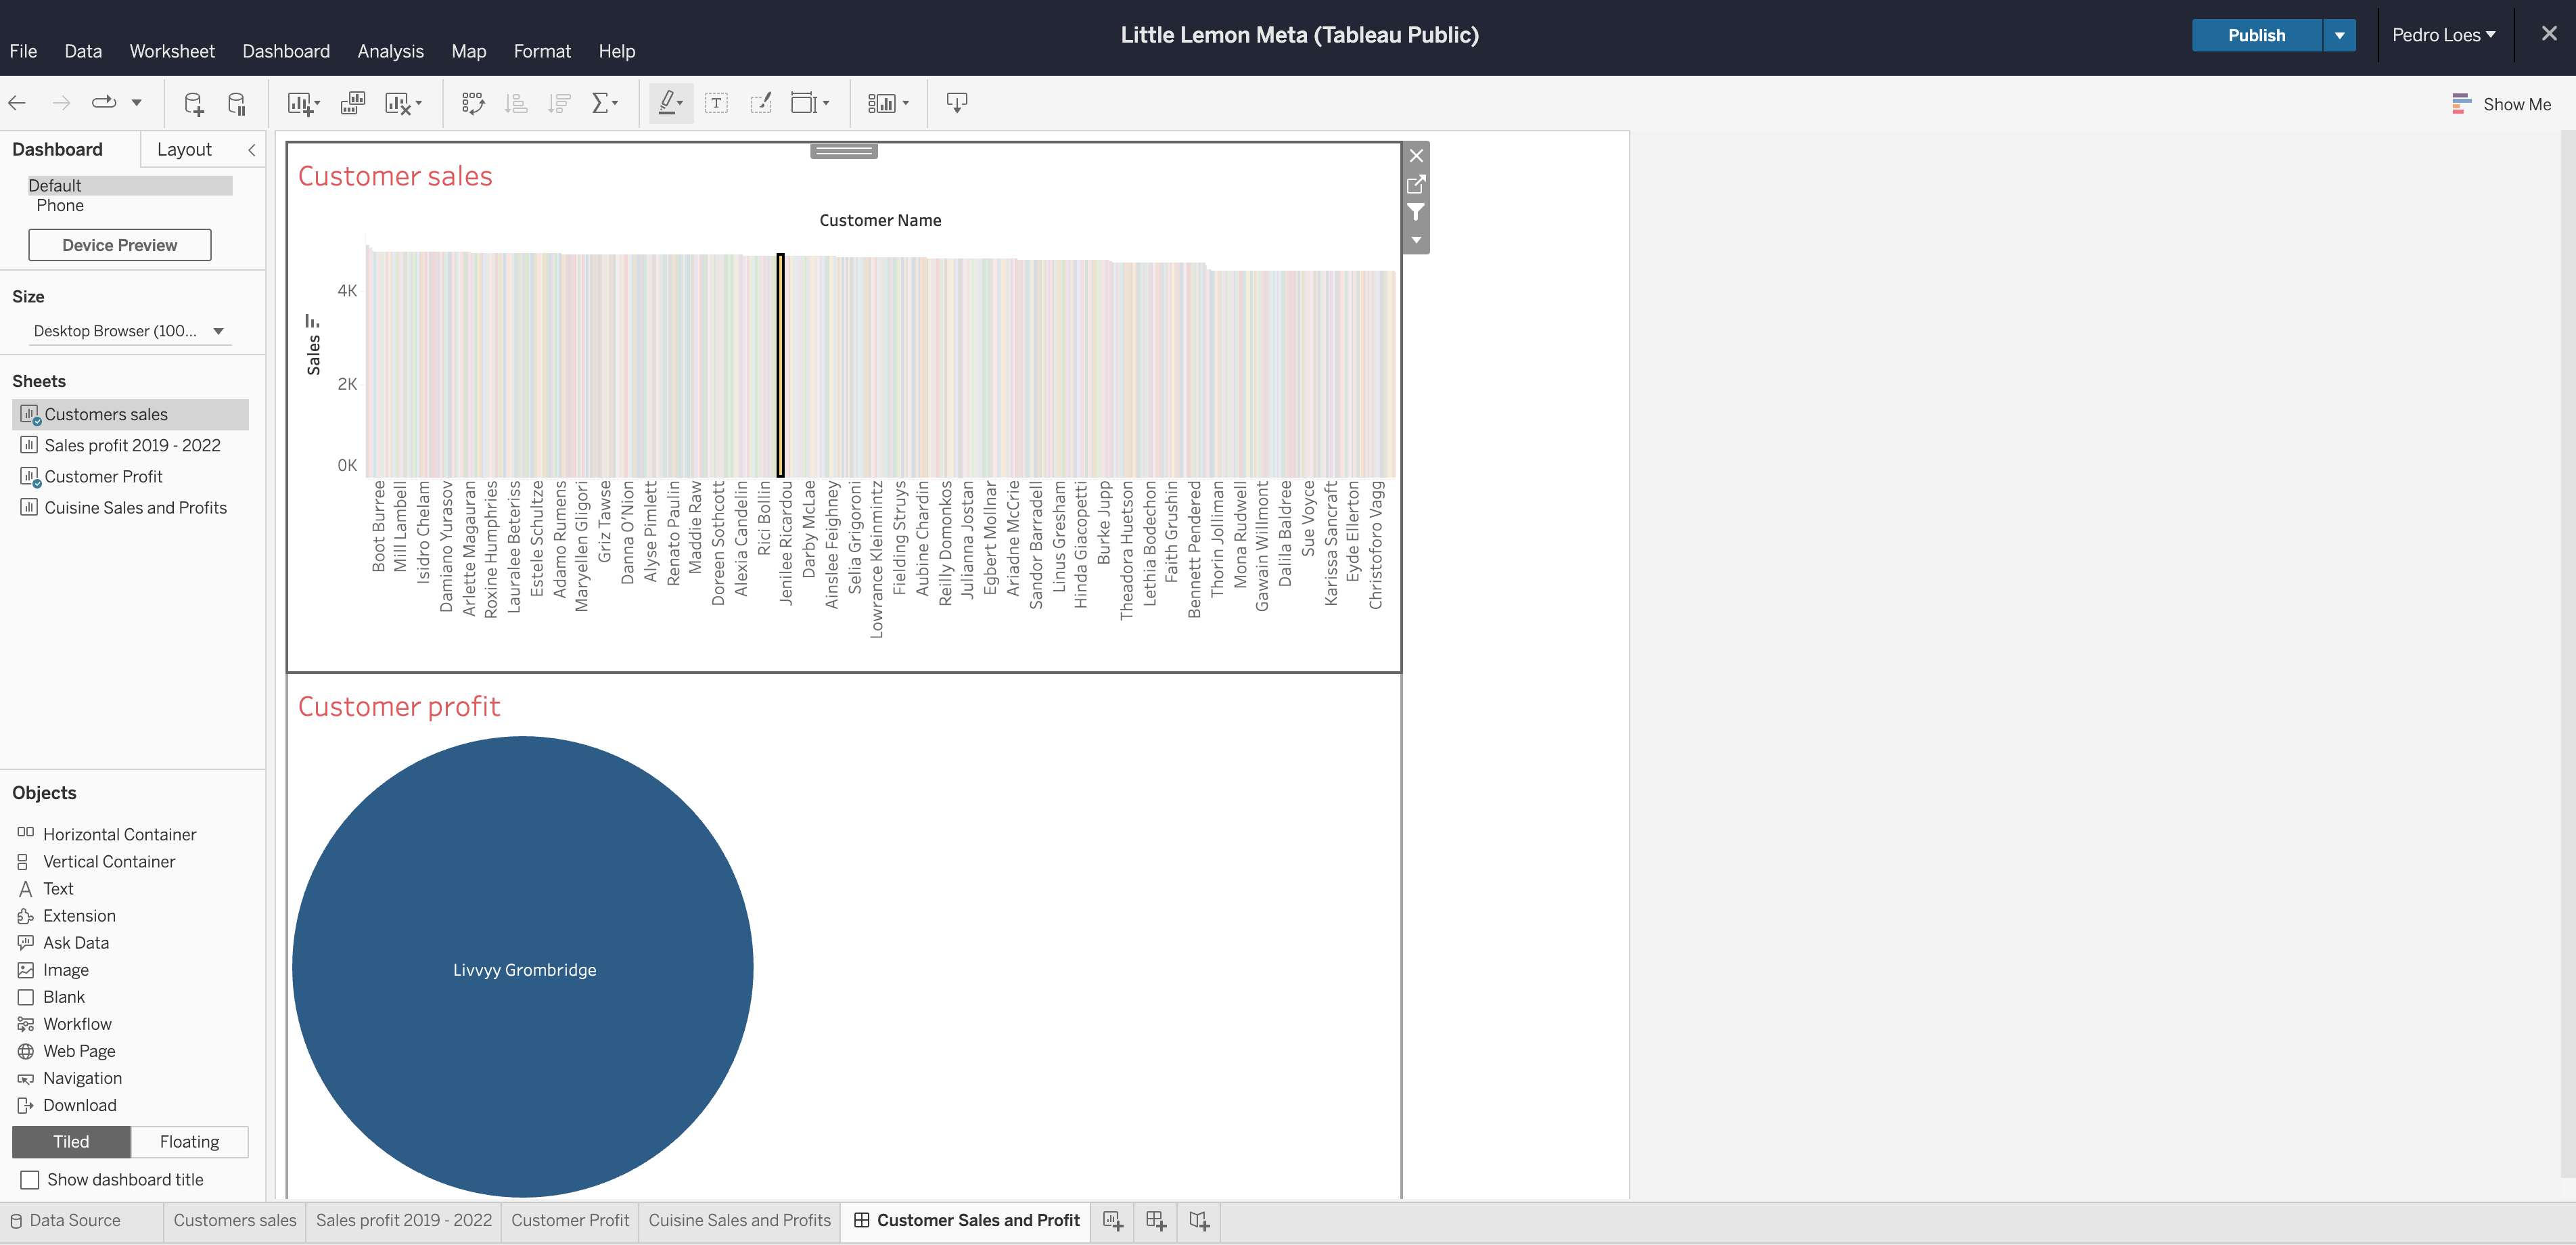 Little Lemon Meta (Tableau Public)
Publish
Pedro Loes
File Data Worksheet Dashboard Analysis Map Format Help
Show Me
Dashboard Layout
Default
Phone
Device Preview
Size
Desktop Browser (100...
Sheets
Customers sales
Sales profit 2019 - 2022
Customer Profit
Cuisine Sales and Profits
Objects
Horizontal Container
Vertical Container
Text
Extension
Ask Data
Image
Blank
Workflow
Web Page
Navigation
Download
Tiled Floating
Show dashboard title
Customer sales
Customer Name
Sales
4K
2K
0K
Boot Burree
Mill Lambell
Isidro Chelam
Damiano Yurasov
Arlette Magauran
Roxine Humphries
Lauralee Beteriss
Estele Schultze
Adamo Rumens
Maryellen Gligori
Griz Tawse
Danna O'Nion
Alyse Pimlett
Renato Paulin
Maddie Raw
Doreen Sothcott
Alexia Candelin
Rici Bollin
Jenilee Ricardou
Darby McLae
Ainslee Feighney
Selia Grigoroni
Lowrance Kleinmintz
Fielding Struys
Aubine Chardin
Reilly Domonkos
Julianna Jostan
Egbert Mollnar
Ariadne McCrie
Sandor Barradell
Linus Gresham
Hinda Giacopetti
Burke Jupp
Theadora Huetson
Lethia Bodechon
Faith Grushin
Bennett Pendered
Thorin Jolliman
Mona Rudwell
Gawain Willmont
Dalila Baldree
Sue Voyce
Karissa Sancraft
Eyde Ellerton
Christoforo Vagg
Customer profit
Livvyy Grombridge
Data Source Customers sales Sales profit 2019 - 2022 Customer Profit Cuisine Sales and Profits Customer Sales and Profit